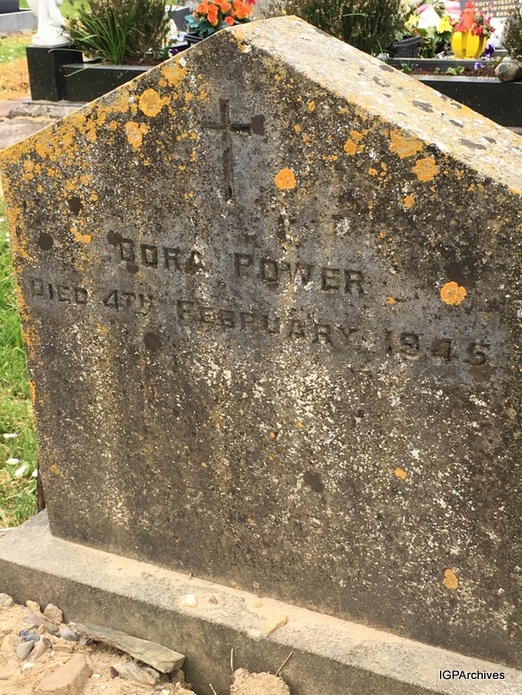 DORA POWER
DIED 4TH FEBRUARY 1945
IGPArchives